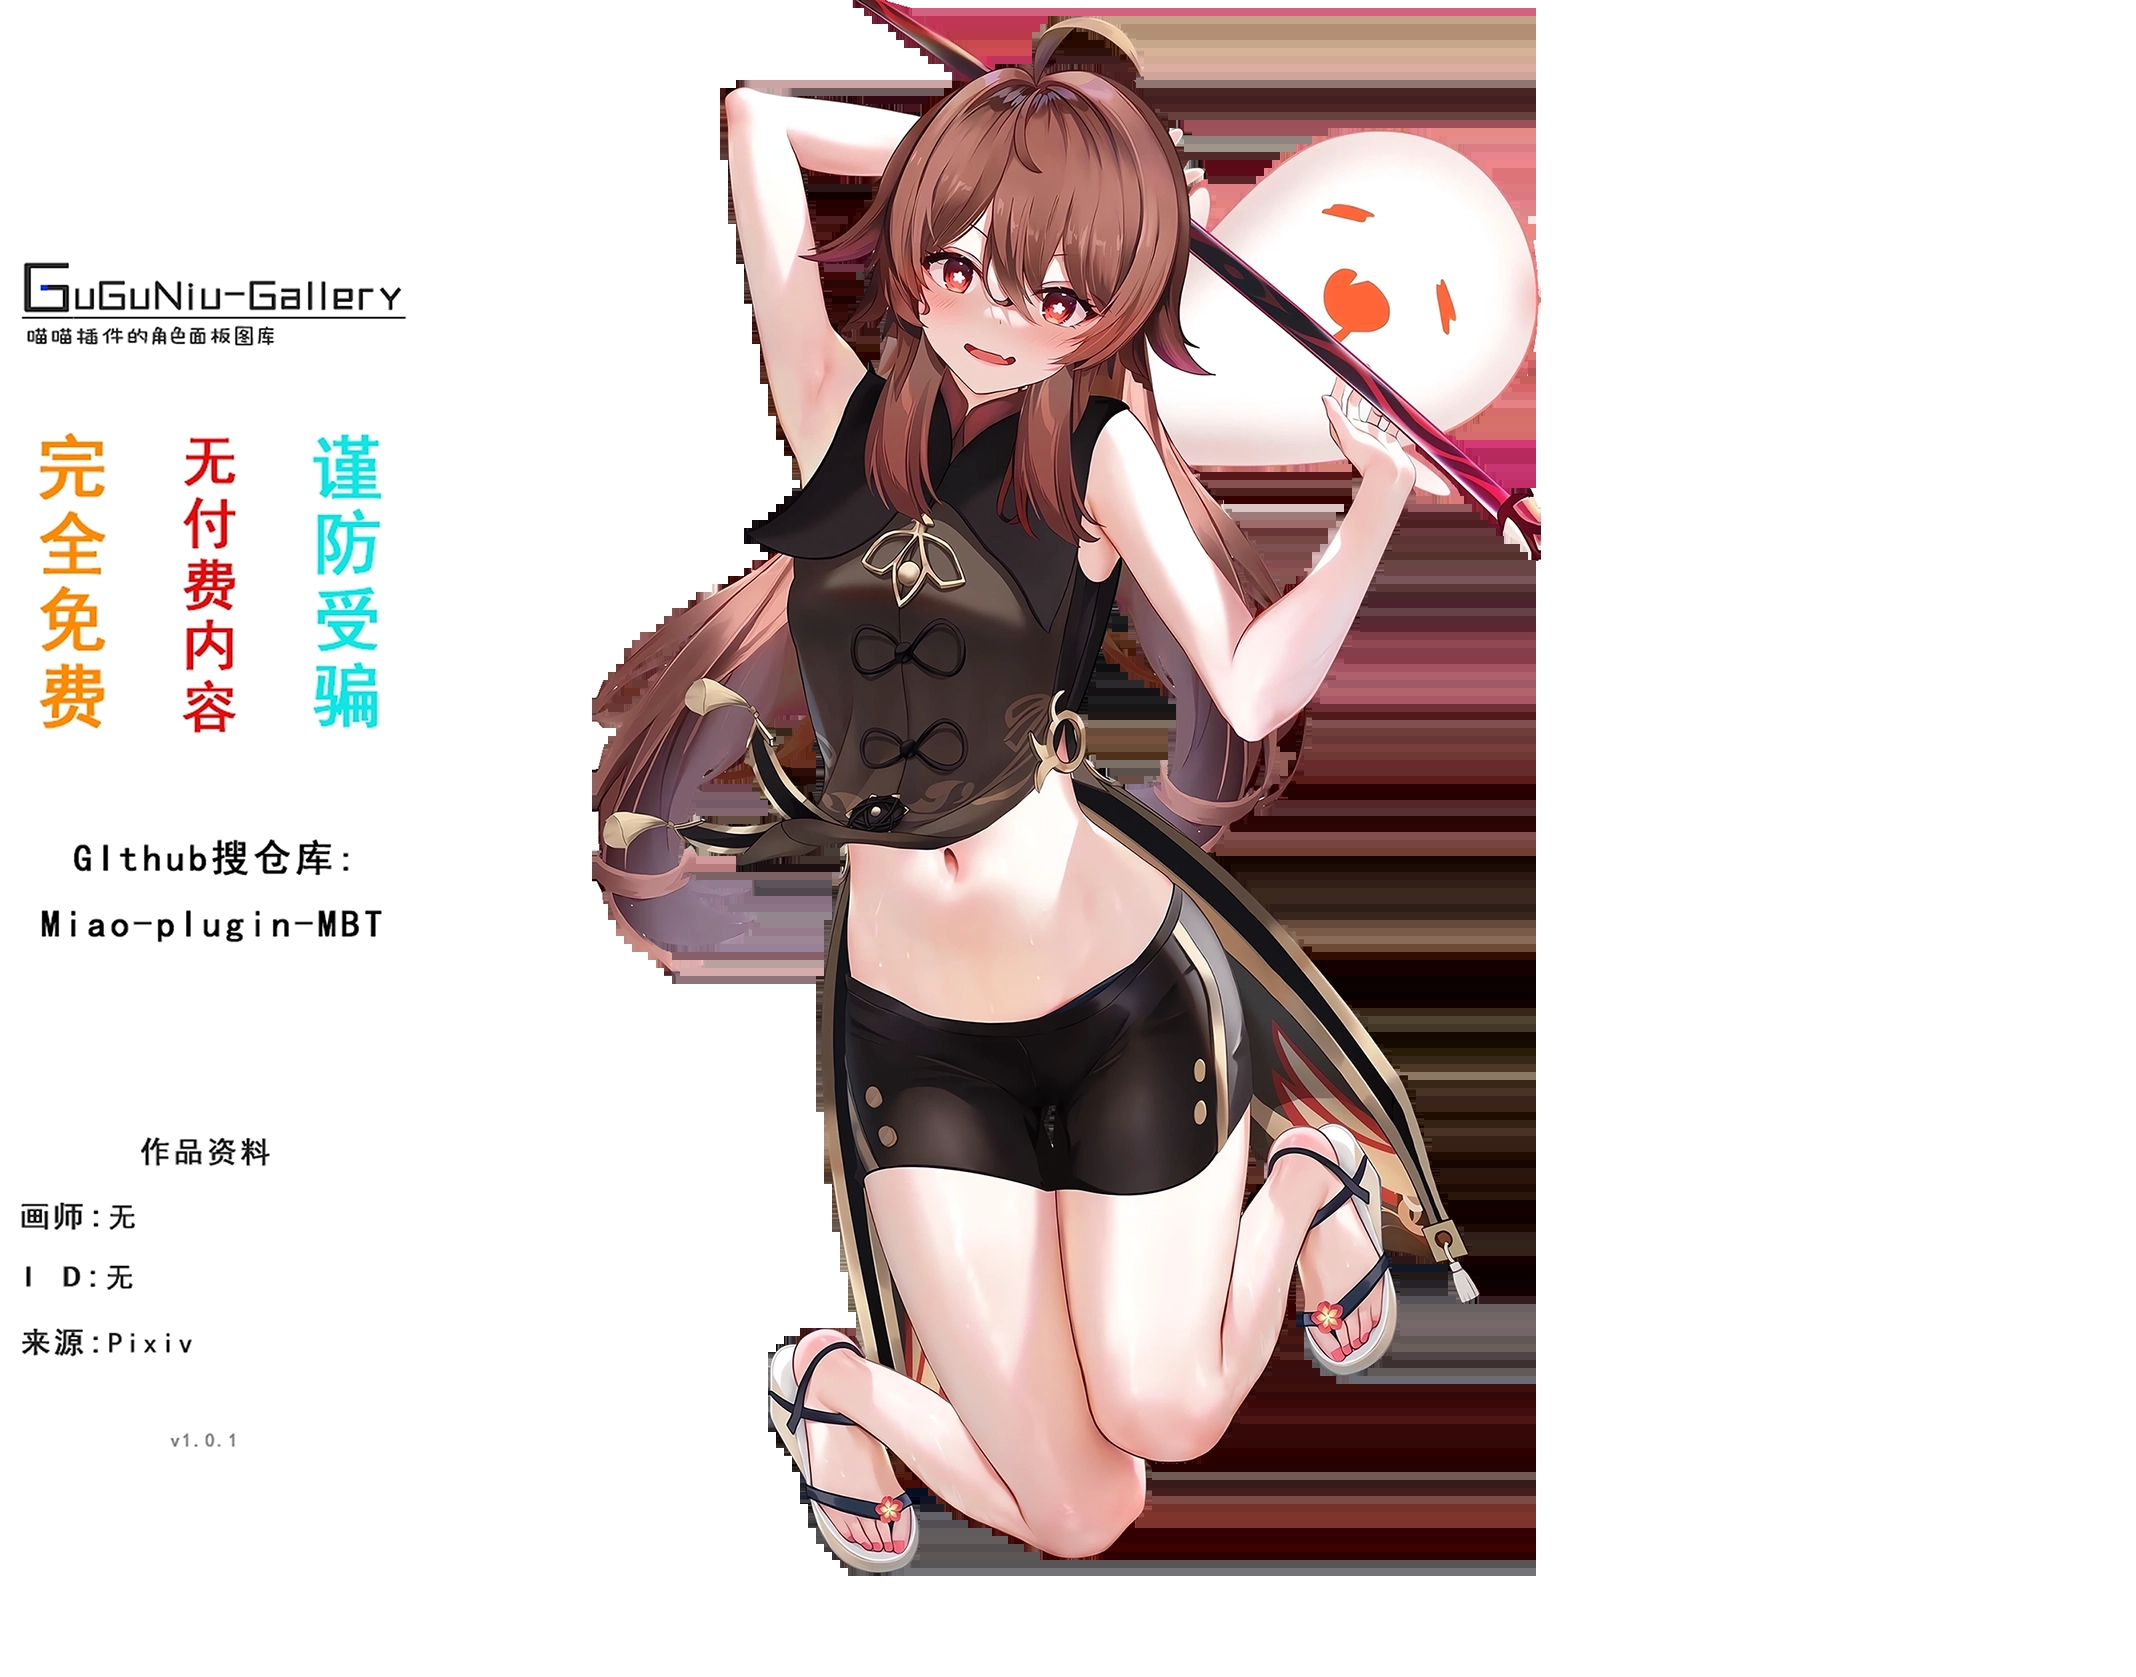 GuGuNiu-Gallery
喵喵插件的角色面板图库
完全免费
无付费内容
谨防受骗
GIthub搜仓库:
Miao-plugin-MBT
作品资料
画师:无
I D:无
来源:Pixiv
v1.0.1